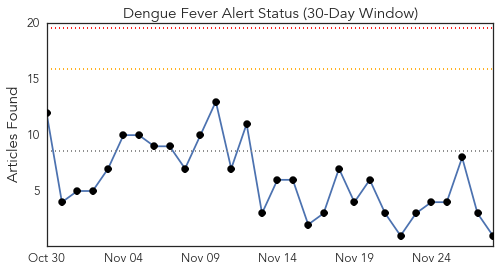 Dengue Fever Alert Status (30-Day Window)
20
15
10
5
Articles Found
Oct 30 Nov 04 Nov 09 Nov 14 Nov 19 Nov 24